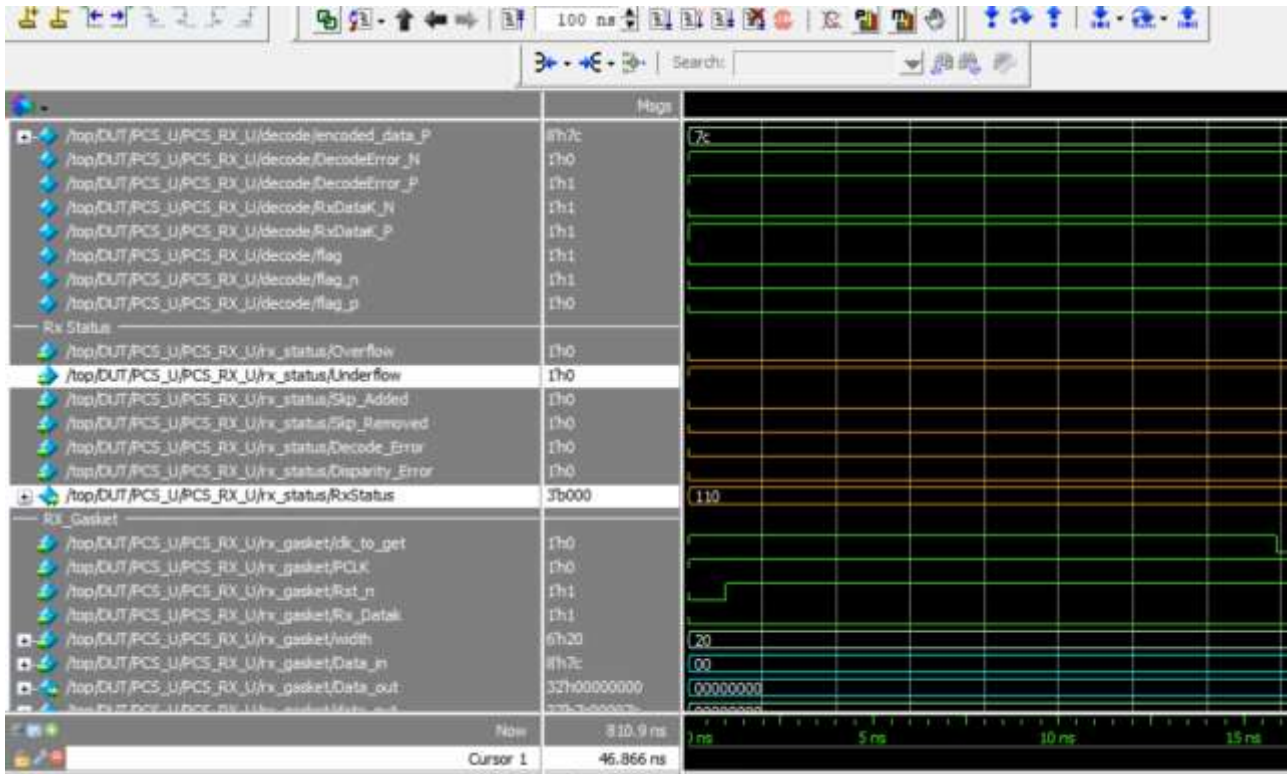 100 ns
Search:
Msgs
/top/DUT/PCS_U/PCS_RX_U/decode/encoded_data_P 8'h7c 7c
/top/DUT/PCS_U/PCS_RX_U/decode/DecodeError_N 1'h0
/top/DUT/PCS_U/PCS_RX_U/decode/DecodeError_P 1'h1
/top/DUT/PCS_U/PCS_RX_U/decode/RxDataK_N 1'h1
/top/DUT/PCS_U/PCS_RX_U/decode/RxDataK_P 1'h1
/top/DUT/PCS_U/PCS_RX_U/decode/flag 1'h1
/top/DUT/PCS_U/PCS_RX_U/decode/flag_n 1'h1
/top/DUT/PCS_U/PCS_RX_U/decode/flag_p 1'h0
Rx Status
/top/DUT/PCS_U/PCS_RX_U/rx_status/Overflow 1'h0
/top/DUT/PCS_U/PCS_RX_U/rx_status/Underflow 1'h0
/top/DUT/PCS_U/PCS_RX_U/rx_status/Skp_Added 1'h0
/top/DUT/PCS_U/PCS_RX_U/rx_status/Skp_Removed 1'h0
/top/DUT/PCS_U/PCS_RX_U/rx_status/Decode_Error 1'h0
/top/DUT/PCS_U/PCS_RX_U/rx_status/Disparity_Error 1'h0
/top/DUT/PCS_U/PCS_RX_U/rx_status/RxStatus 3'b000 110
RX_Gasket
/top/DUT/PCS_U/PCS_RX_U/rx_gasket/clk_to_get 1'h0
/top/DUT/PCS_U/PCS_RX_U/rx_gasket/PCLK 1'h0
/top/DUT/PCS_U/PCS_RX_U/rx_gasket/Rst_n 1'h1
/top/DUT/PCS_U/PCS_RX_U/rx_gasket/Rx_Datak 1'h1
/top/DUT/PCS_U/PCS_RX_U/rx_gasket/width 6'h20 20
/top/DUT/PCS_U/PCS_RX_U/rx_gasket/Data_in 8'h7c 00
/top/DUT/PCS_U/PCS_RX_U/rx_gasket/Data_out 32'h00000000 00000000
Now 810.9 ns 5 ns 10 ns 15 ns
Cursor 1 46.866 ns